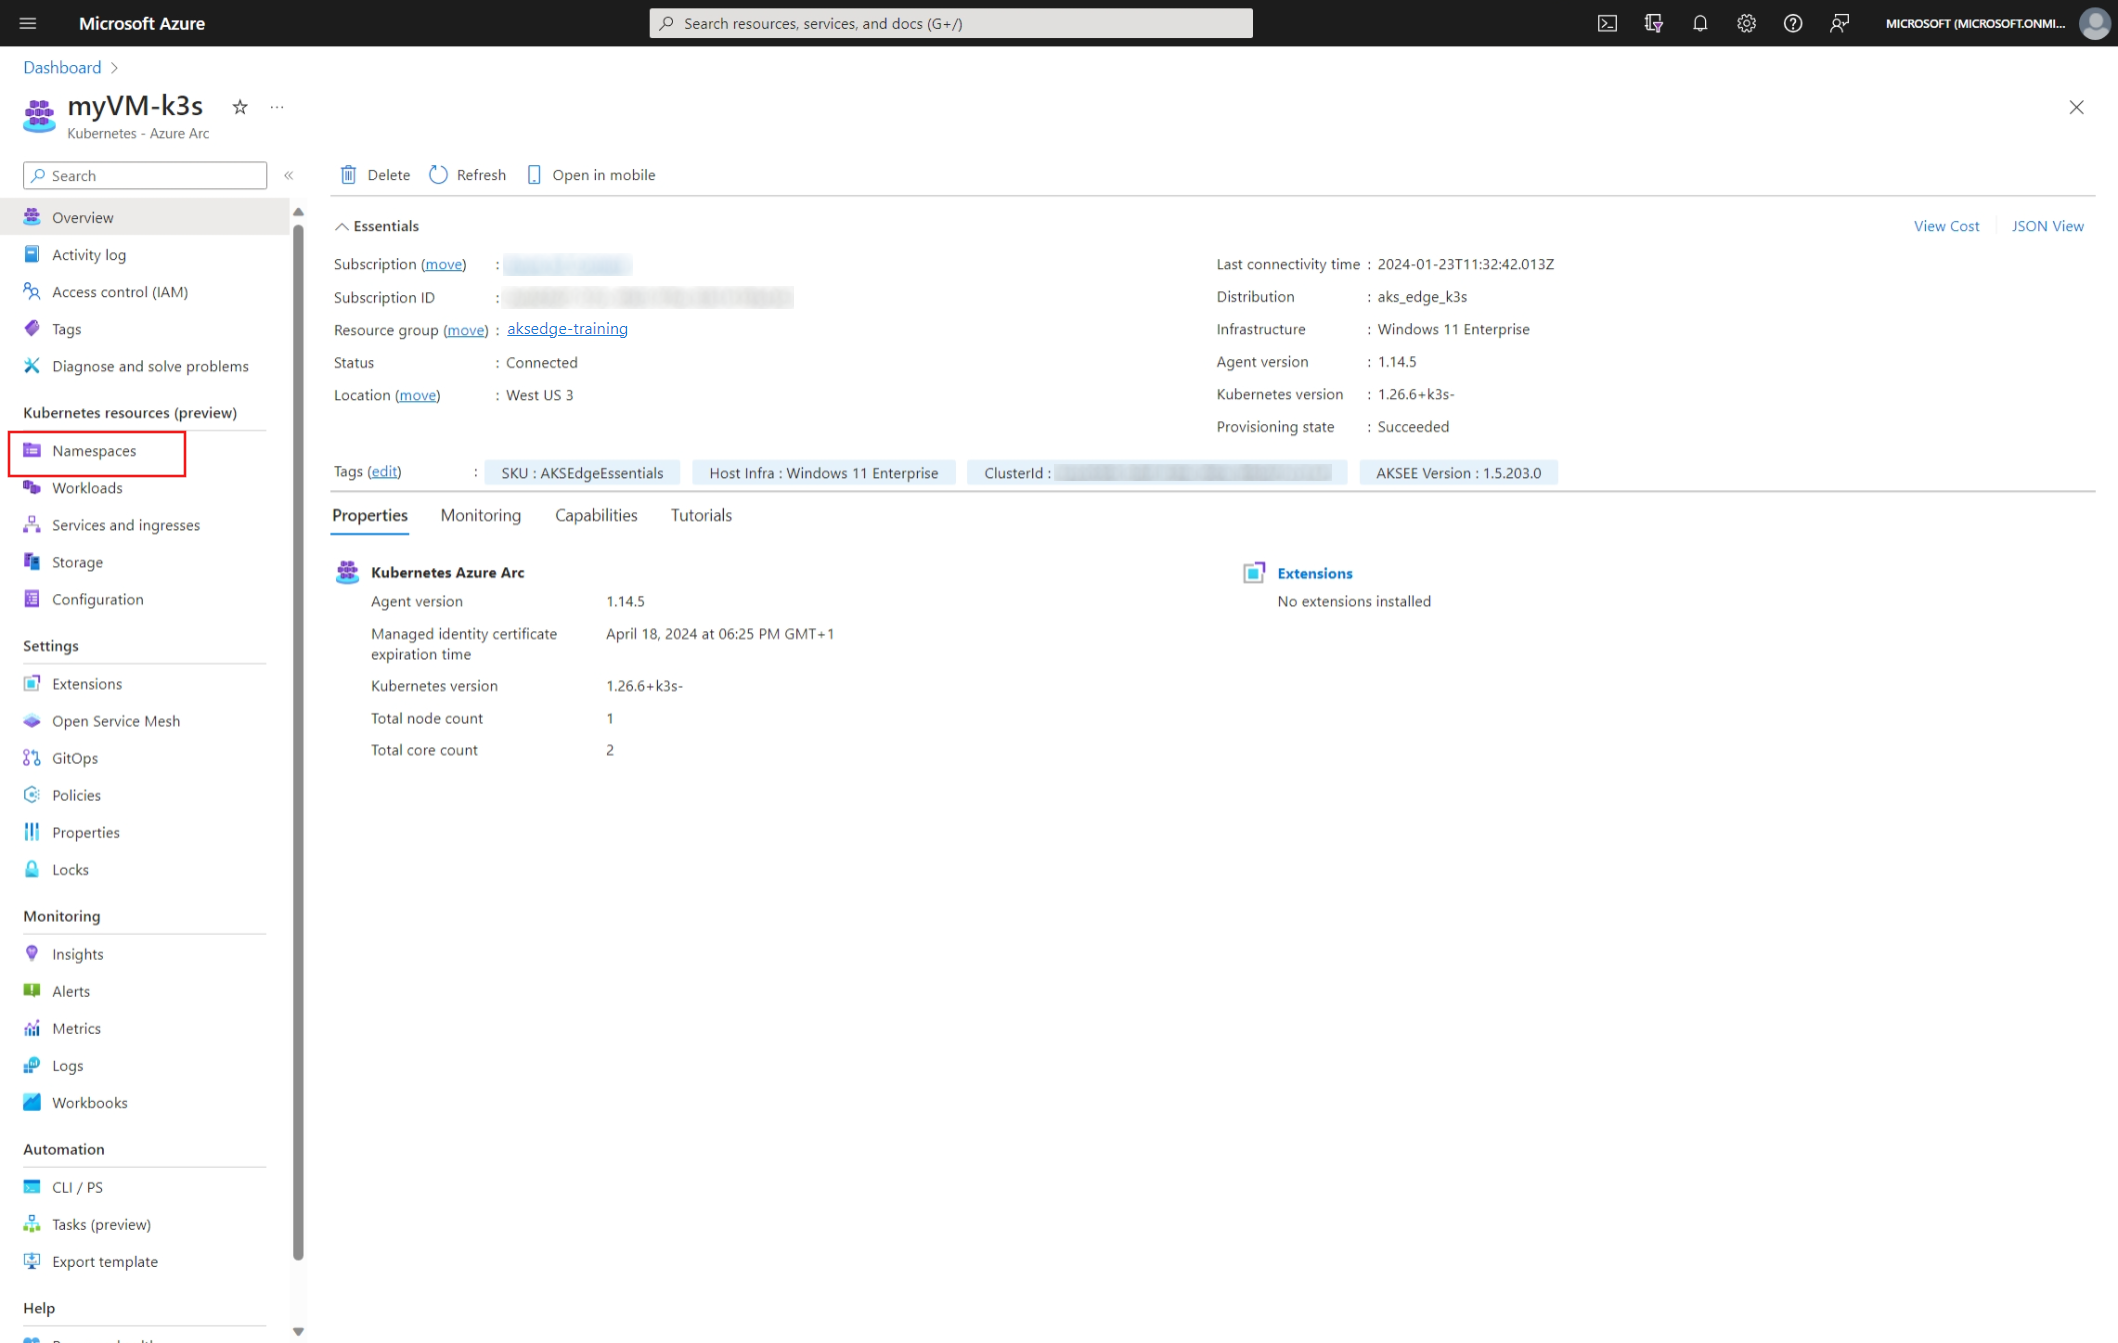 Microsoft Azure
Search resources, services, and docs (G+/)
MICROSOFT (MICROSOFT.ONMI...
Dashboard
myVM-k3s
Kubernetes - Azure Arc
Search
Overview
Activity log
Access control (IAM)
Tags
Diagnose and solve problems
Kubernetes resources (preview)
Namespaces
Workloads
Services and ingresses
Storage
Configuration
Settings
Extensions
Open Service Mesh
GitOps
Policies
Properties
Locks
Monitoring
Insights
Alerts
Metrics
Logs
Workbooks
Automation
CLI / PS
Tasks (preview)
Export template
Help
Delete
Refresh
Open in mobile
Essentials
View Cost
JSON View
Subscription (move) :
Subscription ID :
Resource group (move) : aksedge-training
Status : Connected
Location (move) : West US 3
Last connectivity time : 2024-01-23T11:32:42.013Z
Distribution : aks_edge_k3s
Infrastructure : Windows 11 Enterprise
Agent version : 1.14.5
Kubernetes version : 1.26.6+k3s-
Provisioning state : Succeeded
Tags (edit) : SKU : AKSEdgeEssentials Host Infra : Windows 11 Enterprise ClusterId : AKSEE Version : 1.5.203.0
Properties
Monitoring
Capabilities
Tutorials
Kubernetes Azure Arc
Agent version 1.14.5
Managed identity certificate April 18, 2024 at 06:25 PM GMT+1
expiration time
Kubernetes version 1.26.6+k3s-
Total node count 1
Total core count 2
Extensions
No extensions installed